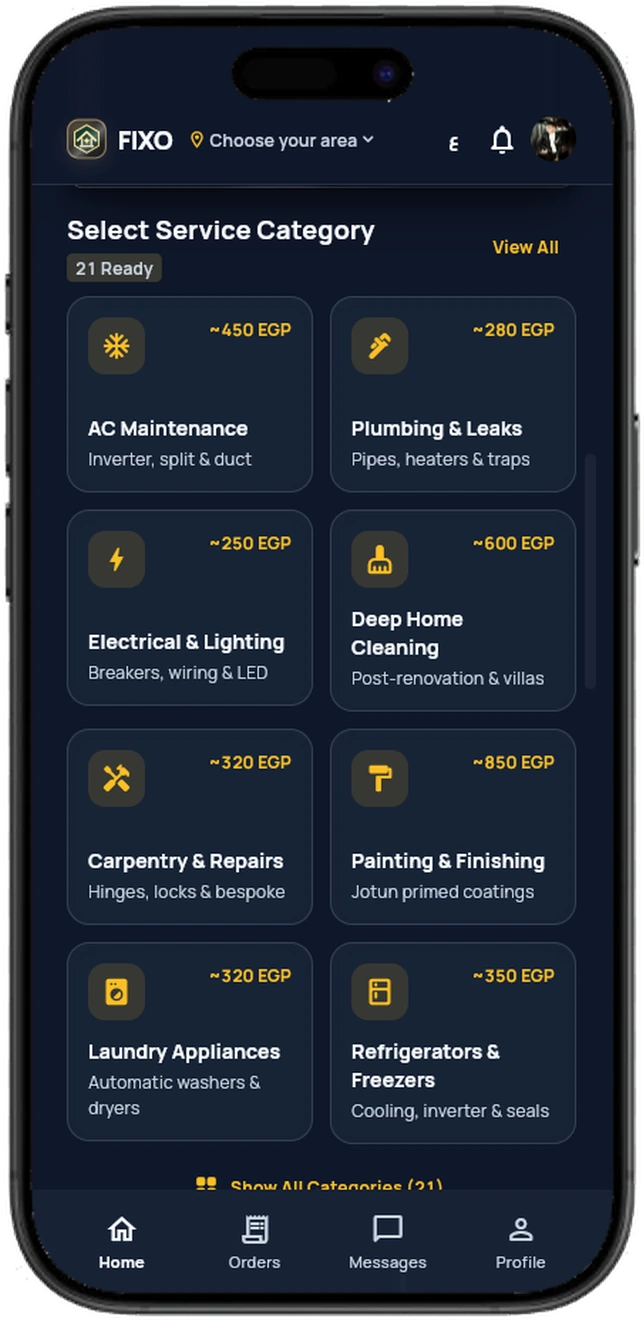 FIXO
Choose your area
ع
Select Service Category
View All
21 Ready
~450 EGP
AC Maintenance
Inverter, split & duct
~280 EGP
Plumbing & Leaks
Pipes, heaters & traps
~250 EGP
Electrical & Lighting
Breakers, wiring & LED
~600 EGP
Deep Home
Cleaning
Post-renovation & villas
~320 EGP
Carpentry & Repairs
Hinges, locks & bespoke
~850 EGP
Painting & Finishing
Jotun primed coatings
~320 EGP
Laundry Appliances
Automatic washers &
dryers
~350 EGP
Refrigerators &
Freezers
Cooling, inverter & seals
Show All Categories (21)
Home
Orders
Messages
Profile